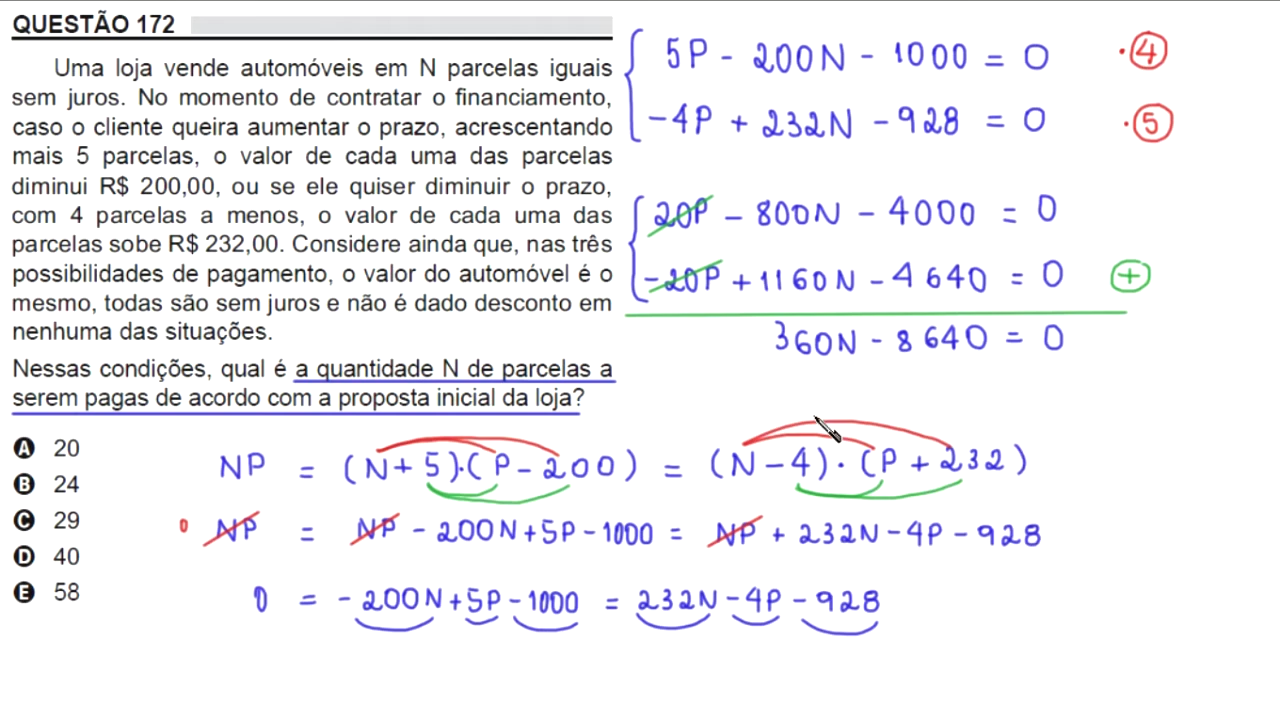 QUESTÃO 172
Uma loja vende automóveis em N parcelas iguais
sem juros. No momento de contratar o financiamento,
caso o cliente queira aumentar o prazo, acrescentando
mais 5 parcelas, o valor de cada uma das parcelas
diminui R$ 200,00, ou se ele quiser diminuir o prazo,
com 4 parcelas a menos, o valor de cada uma das
parcelas sobe R$ 232,00. Considere ainda que, nas três
possibilidades de pagamento, o valor do automóvel é o
mesmo, todas são sem juros e não é dado desconto em
nenhuma das situações.
Nessas condições, qual é a quantidade N de parcelas a
serem pagas de acordo com a proposta inicial da loja?
A 20
B 24
C 29
D 40
E 58
5P - 200N - 1000 = 0 ·4
-4P + 232N - 928 = 0 ·5
20P - 800N - 4000 = 0
-20P + 1160N - 4640 = 0 +
360N - 8640 = 0
NP = (N+5)·(P-200) = (N-4)·(P+232)
0 NP = NP - 200N+5P-1000 = NP + 232N-4P-928
0 = -200N+5P-1000 = 232N-4P-928